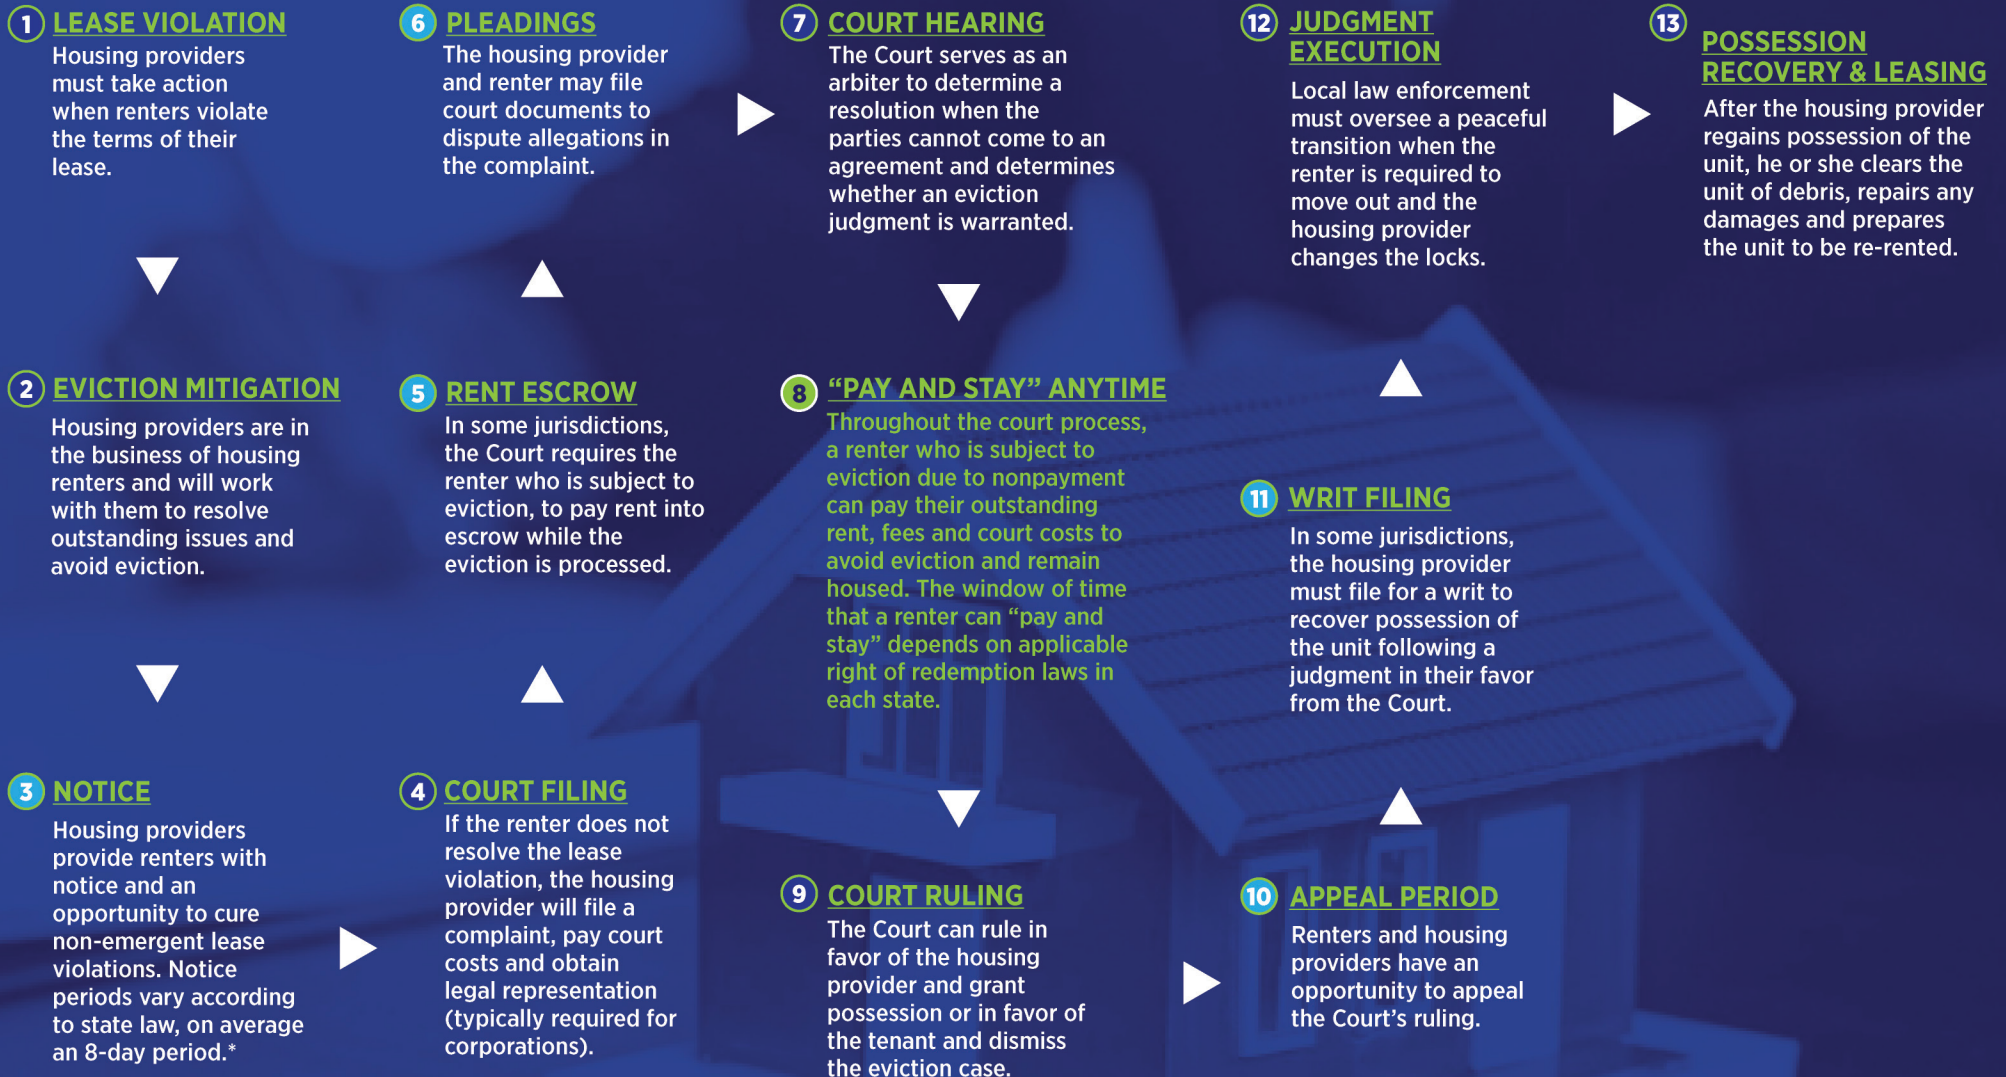 1 LEASE VIOLATION
Housing providers
must take action
when renters violate
the terms of their
lease.
2 EVICTION MITIGATION
Housing providers are in
the business of housing
renters and will work
with them to resolve
outstanding issues and
avoid eviction.
3 NOTICE
Housing providers
provide renters with
notice and an
opportunity to cure
non-emergent lease
violations. Notice
periods vary according
to state law, on average
an 8-day period.*
4 COURT FILING
If the renter does not
resolve the lease
violation, the housing
provider will file a
complaint, pay court
costs and obtain
legal representation
(typically required for
corporations).
5 RENT ESCROW
In some jurisdictions,
the Court requires the
renter who is subject to
eviction, to pay rent into
escrow while the
eviction is processed.
6 PLEADINGS
The housing provider
and renter may file
court documents to
dispute allegations in
the complaint.
7 COURT HEARING
The Court serves as an
arbiter to determine a
resolution when the
parties cannot come to an
agreement and determines
whether an eviction
judgment is warranted.
8 “PAY AND STAY” ANYTIME
Throughout the court process,
a renter who is subject to
eviction due to nonpayment
can pay their outstanding
rent, fees and court costs to
avoid eviction and remain
housed. The window of time
that a renter can “pay and
stay” depends on applicable
right of redemption laws in
each state.
9 COURT RULING
The Court can rule in
favor of the housing
provider and grant
possession or in favor of
the tenant and dismiss
the eviction case.
10 APPEAL PERIOD
Renters and housing
providers have an
opportunity to appeal
the Court’s ruling.
11 WRIT FILING
In some jurisdictions,
the housing provider
must file for a writ to
recover possession of
the unit following a
judgment in their favor
from the Court.
12 JUDGMENT
EXECUTION
Local law enforcement
must oversee a peaceful
transition when the
renter is required to
move out and the
housing provider
changes the locks.
13 POSSESSION
RECOVERY & LEASING
After the housing provider
regains possession of the
unit, he or she clears the
unit of debris, repairs any
damages and prepares
the unit to be re-rented.